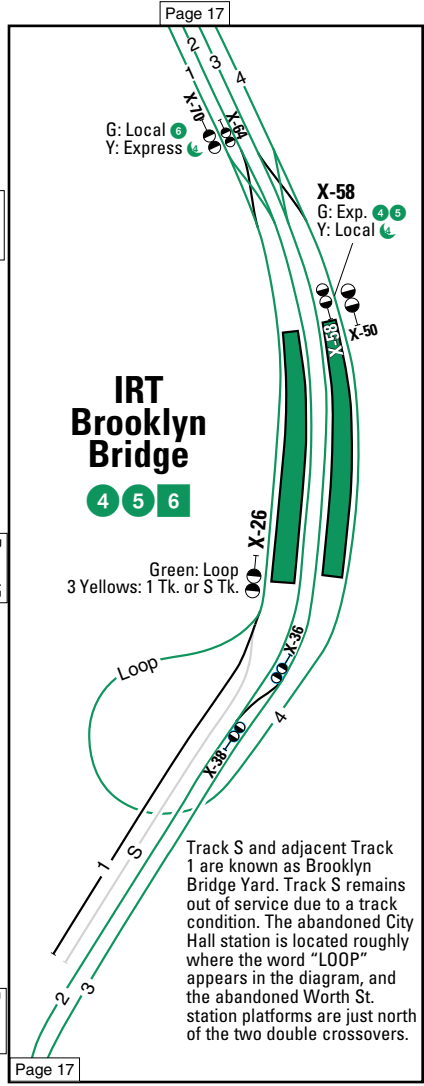 Page 17
1
2
3
4
X-70
X-64
G: Local 6
Y: Express 4
X-58
G: Exp. 4 5
Y: Local 4
X-58
X-50
IRT
Brooklyn
Bridge
4 5 6
X-26
Green: Loop
3 Yellows: 1 Tk. or S Tk.
X-36
Loop
4
X-38
1
S
Track S and adjacent Track
1 are known as Brooklyn
Bridge Yard. Track S remains
out of service due to a track
condition. The abandoned City
Hall station is located roughly
where the word “LOOP”
appears in the diagram, and
the abandoned Worth St.
station platforms are just north
of the two double crossovers.
2
3
Page 17